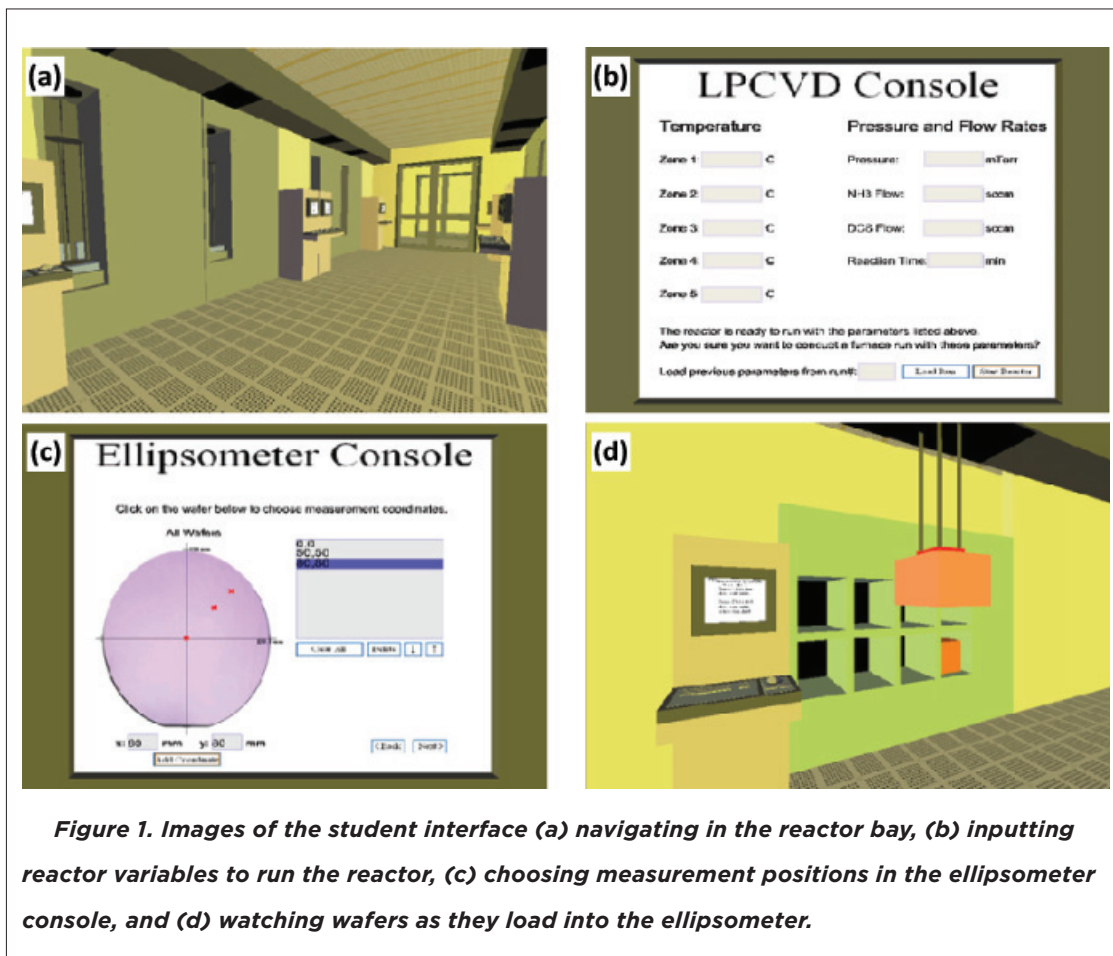 (a)
(b)
LPCVD Console
Temperature
Pressure and Flow Rates
Zone 1: C
Pressure: mTorr
Zone 2: C
NH3 Flow: sccm
Zone 3: C
DCS Flow: sccm
Zone 4: C
Reaction Time: min
Zone 5: C
The reactor is ready to run with the parameters listed above.
Are you sure you want to conduct a furnace run with these parameters?
Load previous parameters from run#: Load Run Start Reactor
(c)
Ellipsometer Console
Click on the wafer below to choose measurement coordinates.
All Wafers
0,0
50,50
Clear All Delete ↓ ↑
x: mm y: mm
<Back Next>
Add Coordinate
(d)
Figure 1. Images of the student interface (a) navigating in the reactor bay, (b) inputting
reactor variables to run the reactor, (c) choosing measurement positions in the ellipsometer
console, and (d) watching wafers as they load into the ellipsometer.